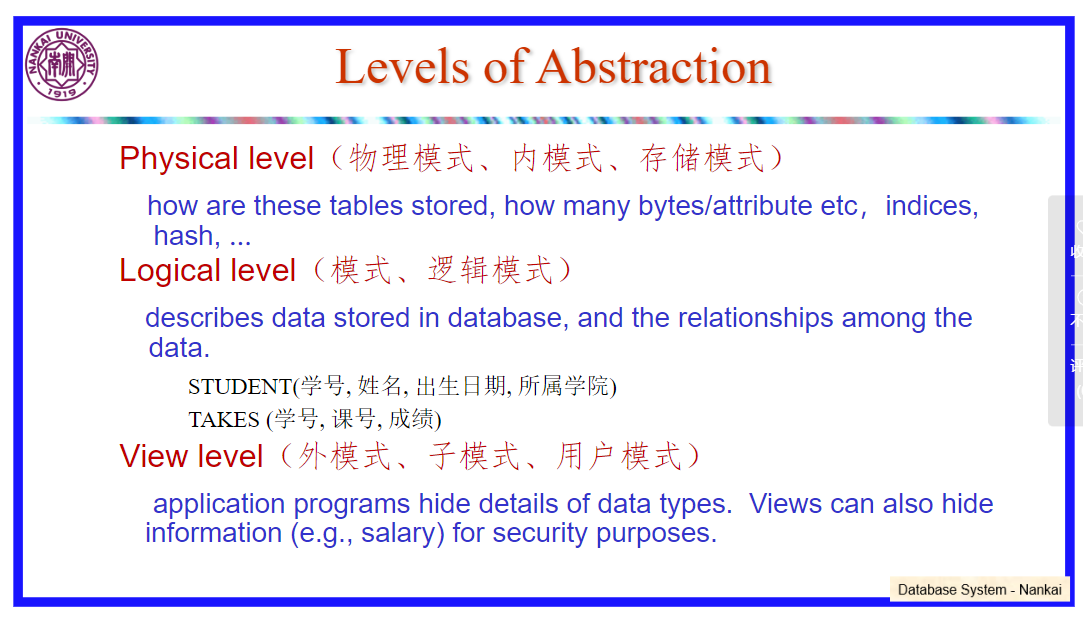 NANKAI UNIVERSITY
1919
Levels of Abstraction
Physical level（物理模式、内模式、存储模式）
how are these tables stored, how many bytes/attribute etc，indices,
hash, ...
Logical level（模式、逻辑模式）
describes data stored in database, and the relationships among the
data.
STUDENT(学号, 姓名, 出生日期, 所属学院)
TAKES (学号, 课号, 成绩)
View level（外模式、子模式、用户模式）
application programs hide details of data types.  Views can also hide
information (e.g., salary) for security purposes.
Database System - Nankai